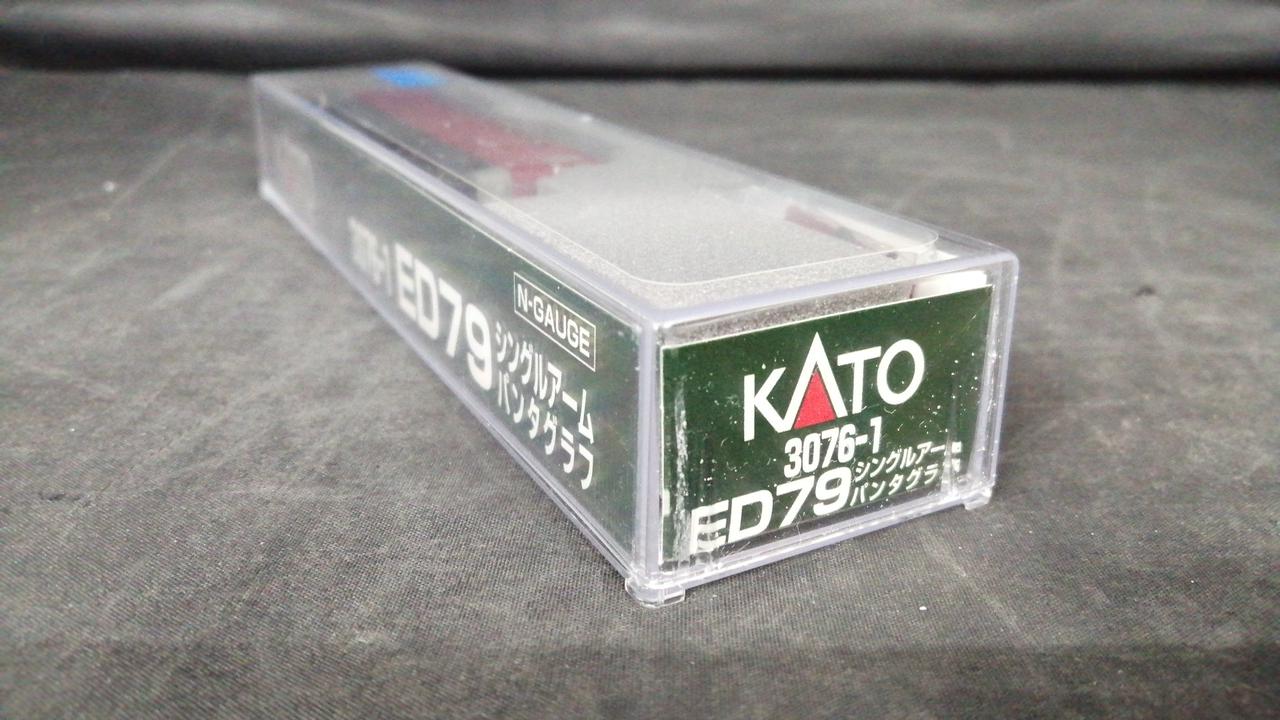 KATO
3076-1
ED79 シングルアーム
パンタグラフ
N-GAUGE
3076-1 ED79 シングルアーム
パンタグラフ